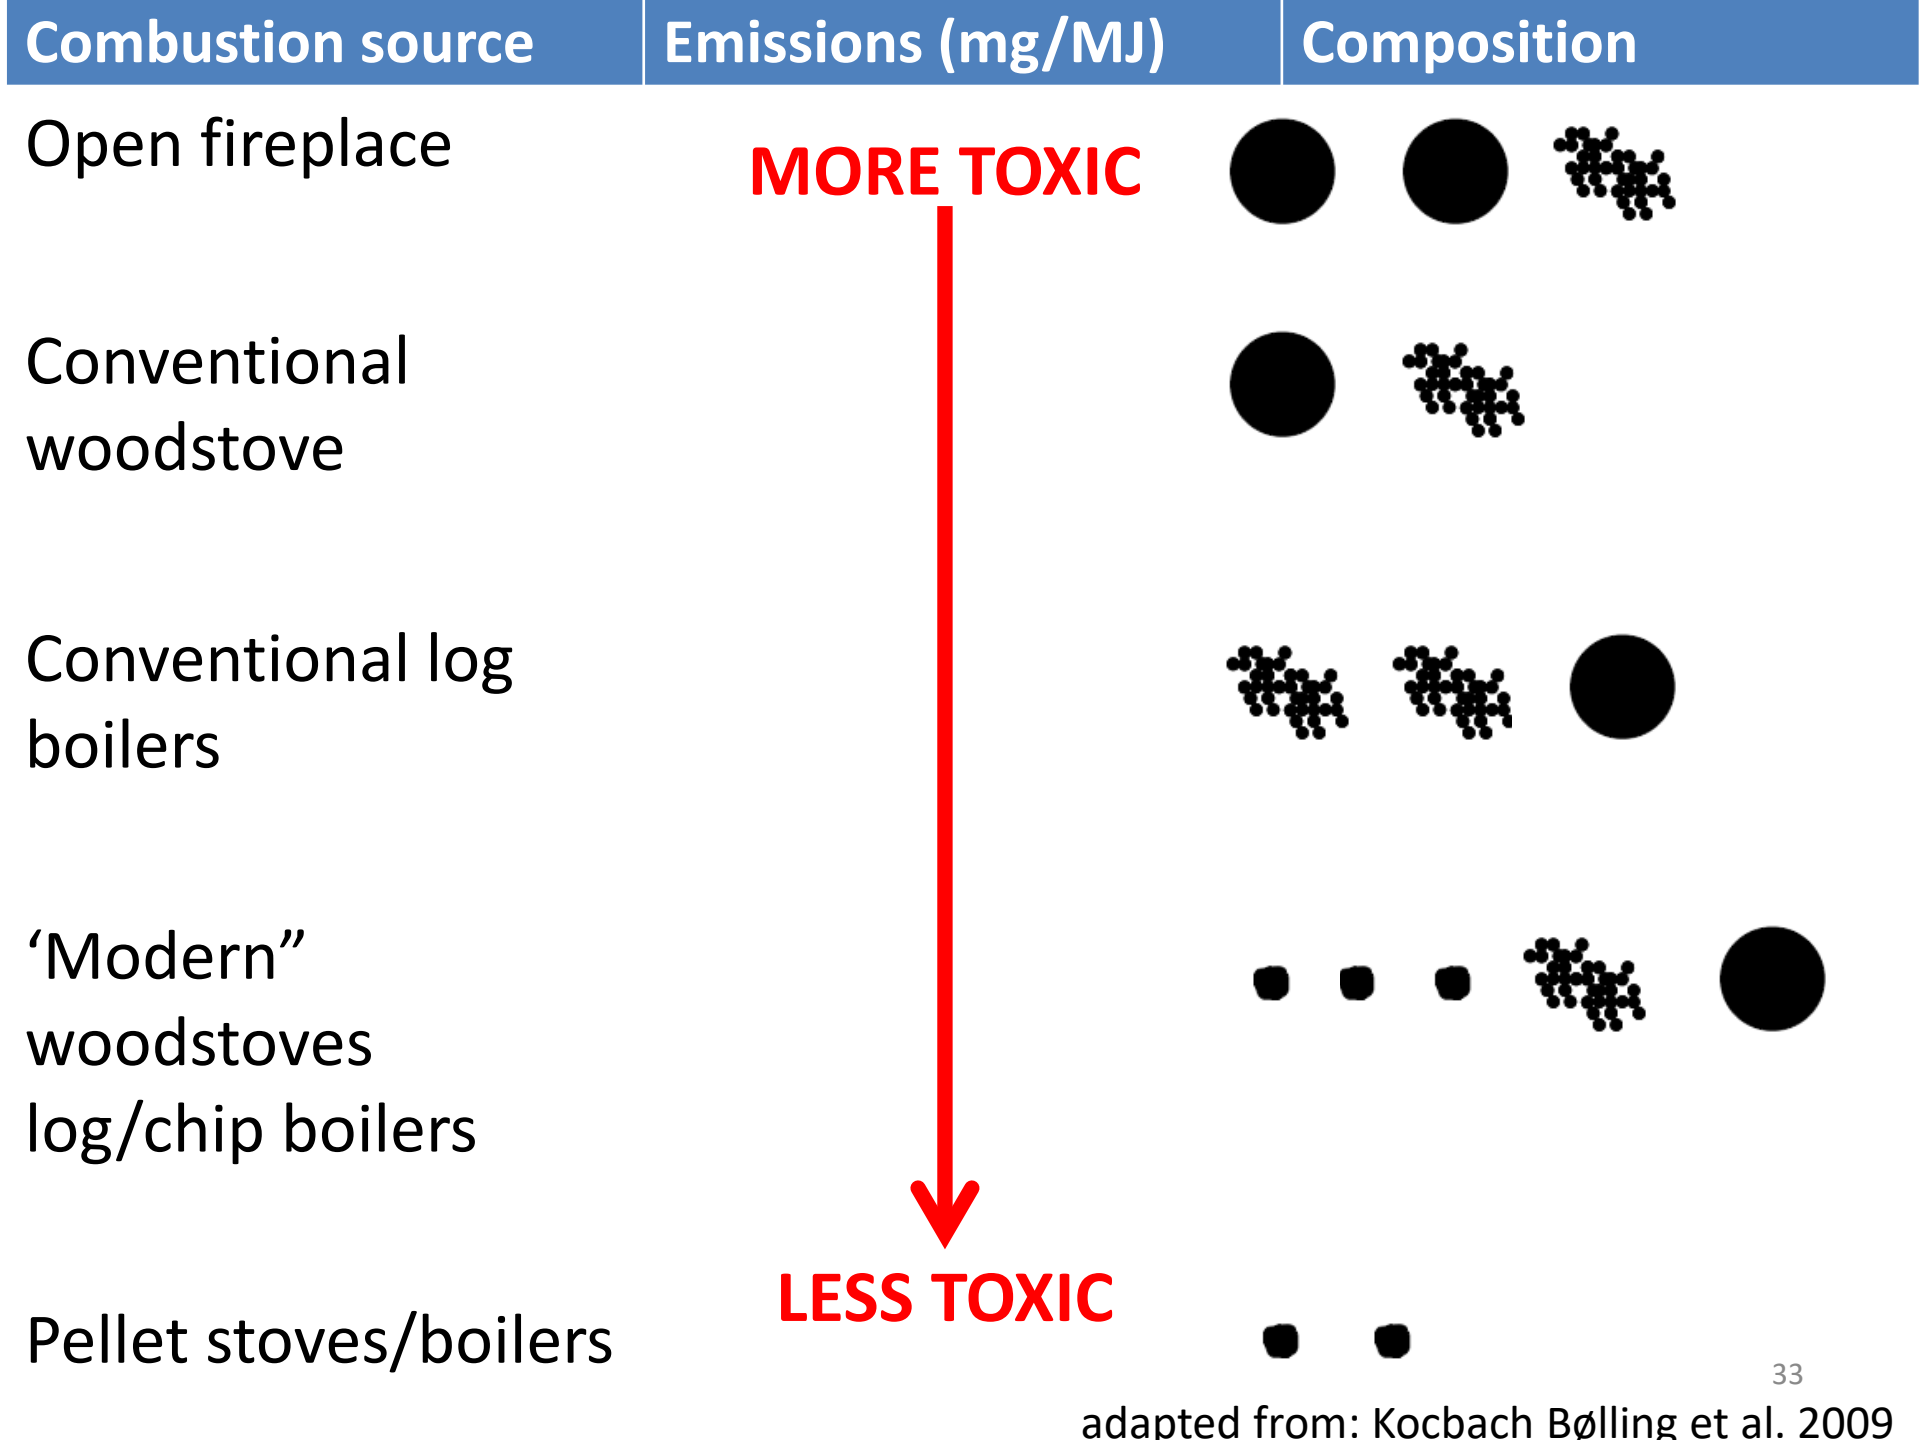 Combustion source Emissions (mg/MJ) Composition
Open fireplace
MORE TOXIC
Conventional
woodstove
Conventional log
boilers
‘Modern”
woodstoves
log/chip boilers
LESS TOXIC
Pellet stoves/boilers
33
adapted from: Kocbach Bølling et al. 2009